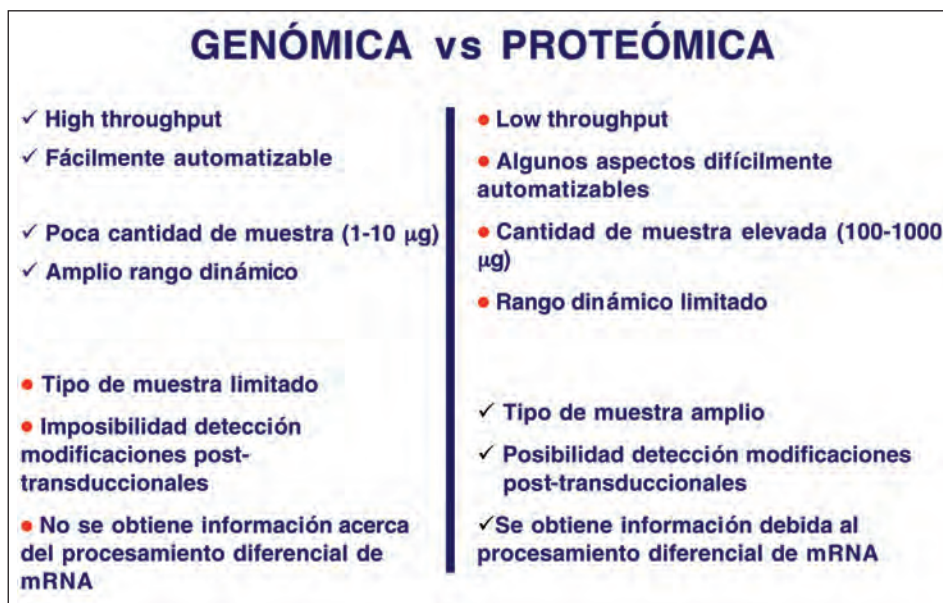 GENÓMICA vs PROTEÓMICA
✓ High throughput
✓ Fácilmente automatizable
✓ Poca cantidad de muestra (1-10 μg)
✓ Amplio rango dinámico
● Tipo de muestra limitado
● Imposibilidad detección
modificaciones post-
transduccionales
● No se obtiene información acerca
del procesamiento diferencial de
mRNA
● Low throughput
● Algunos aspectos difícilmente
automatizables
● Cantidad de muestra elevada (100-1000
μg)
● Rango dinámico limitado
✓ Tipo de muestra amplio
✓ Posibilidad detección modificaciones
post-transduccionales
✓Se obtiene información debida al
procesamiento diferencial de mRNA